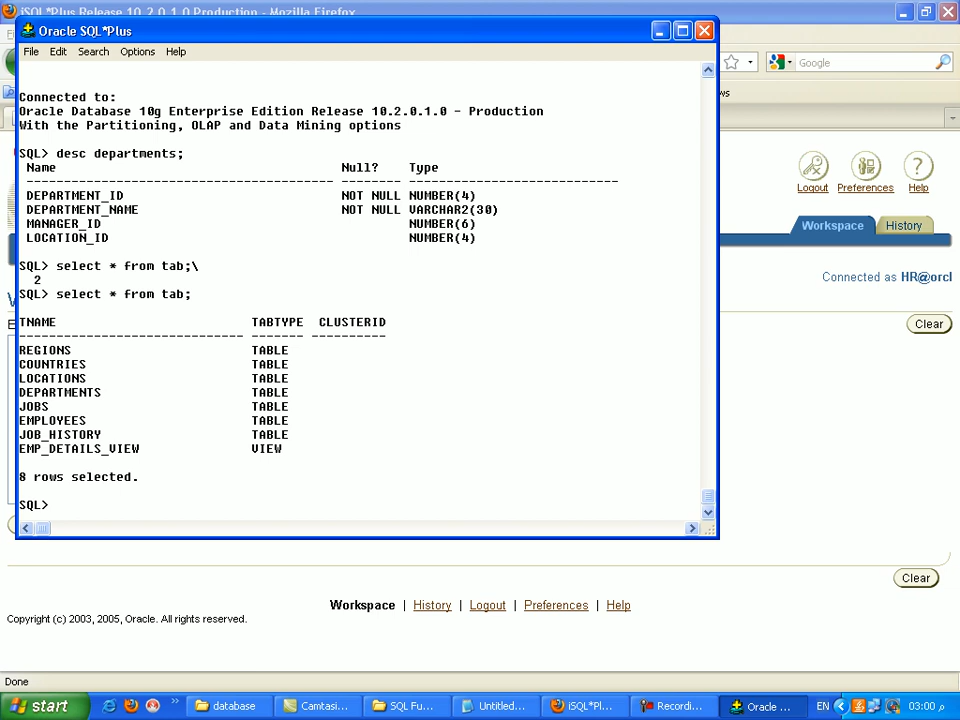 iSQL*Plus Release 10.2.0.1.0 Production - Mozilla Firefox
Oracle SQL*Plus
File Edit Search Options Help
Google
Connected to:
Oracle Database 10g Enterprise Edition Release 10.2.0.1.0 - Production
With the Partitioning, OLAP and Data Mining options
SQL> desc departments;
Name Null? Type
----------------------------------------- -------- ----------------------------
DEPARTMENT_ID NOT NULL NUMBER(4)
DEPARTMENT_NAME NOT NULL VARCHAR2(30)
MANAGER_ID NUMBER(6)
LOCATION_ID NUMBER(4)
SQL> select * from tab;\
2
SQL> select * from tab;
TNAME TABTYPE CLUSTERID
------------------------------ ------- ----------
REGIONS TABLE
COUNTRIES TABLE
LOCATIONS TABLE
DEPARTMENTS TABLE
JOBS TABLE
EMPLOYEES TABLE
JOB_HISTORY TABLE
EMP_DETAILS_VIEW VIEW
8 rows selected.
SQL>
Logout Preferences Help
Workspace History
Connected as HR@orcl
Clear
Clear
Workspace | History | Logout | Preferences | Help
Copyright (c) 2003, 2005, Oracle. All rights reserved.
Done
start database Camtasi... SQL Fu... Untitled... iSQL*Pl... Recordi... Oracle ... EN 03:00 م